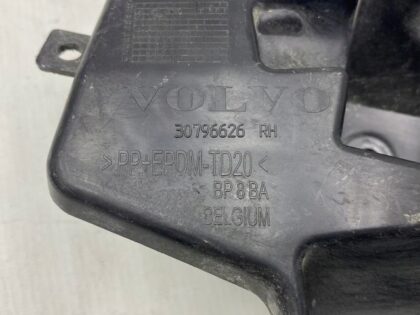 VOLVO
30796626 RH
>PP+EPDM-TD20<
BP 8 BA
BELGIUM